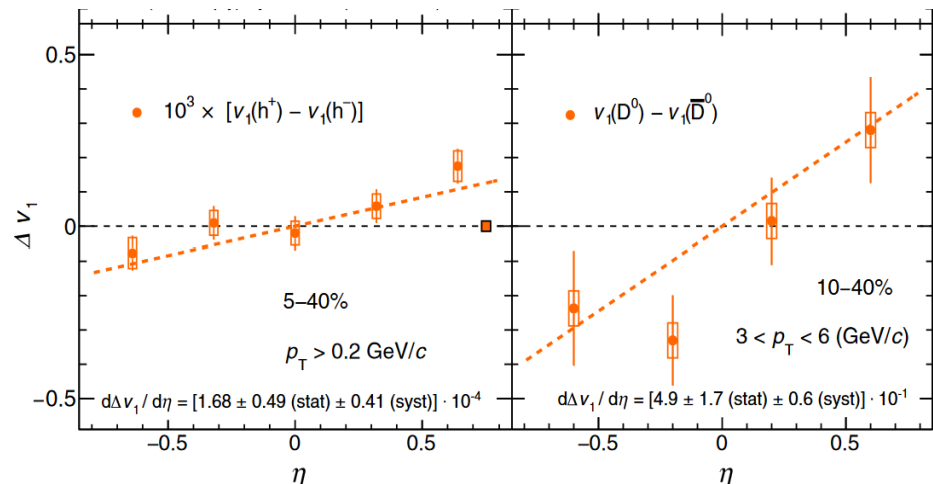 0.5
10³ × [v₁(h⁺) − v₁(h⁻)]
v₁(D⁰) − v₁(D̅⁰)
Δv₁
0
5–40%
10–40%
p_T > 0.2 GeV/c
3 < p_T < 6 (GeV/c)
−0.5
dΔv₁/dη = [1.68 ± 0.49 (stat) ± 0.41 (syst)] · 10⁻⁴
dΔv₁/dη = [4.9 ± 1.7 (stat) ± 0.6 (syst)] · 10⁻¹
−0.5 0 0.5
−0.5 0 0.5
η
η